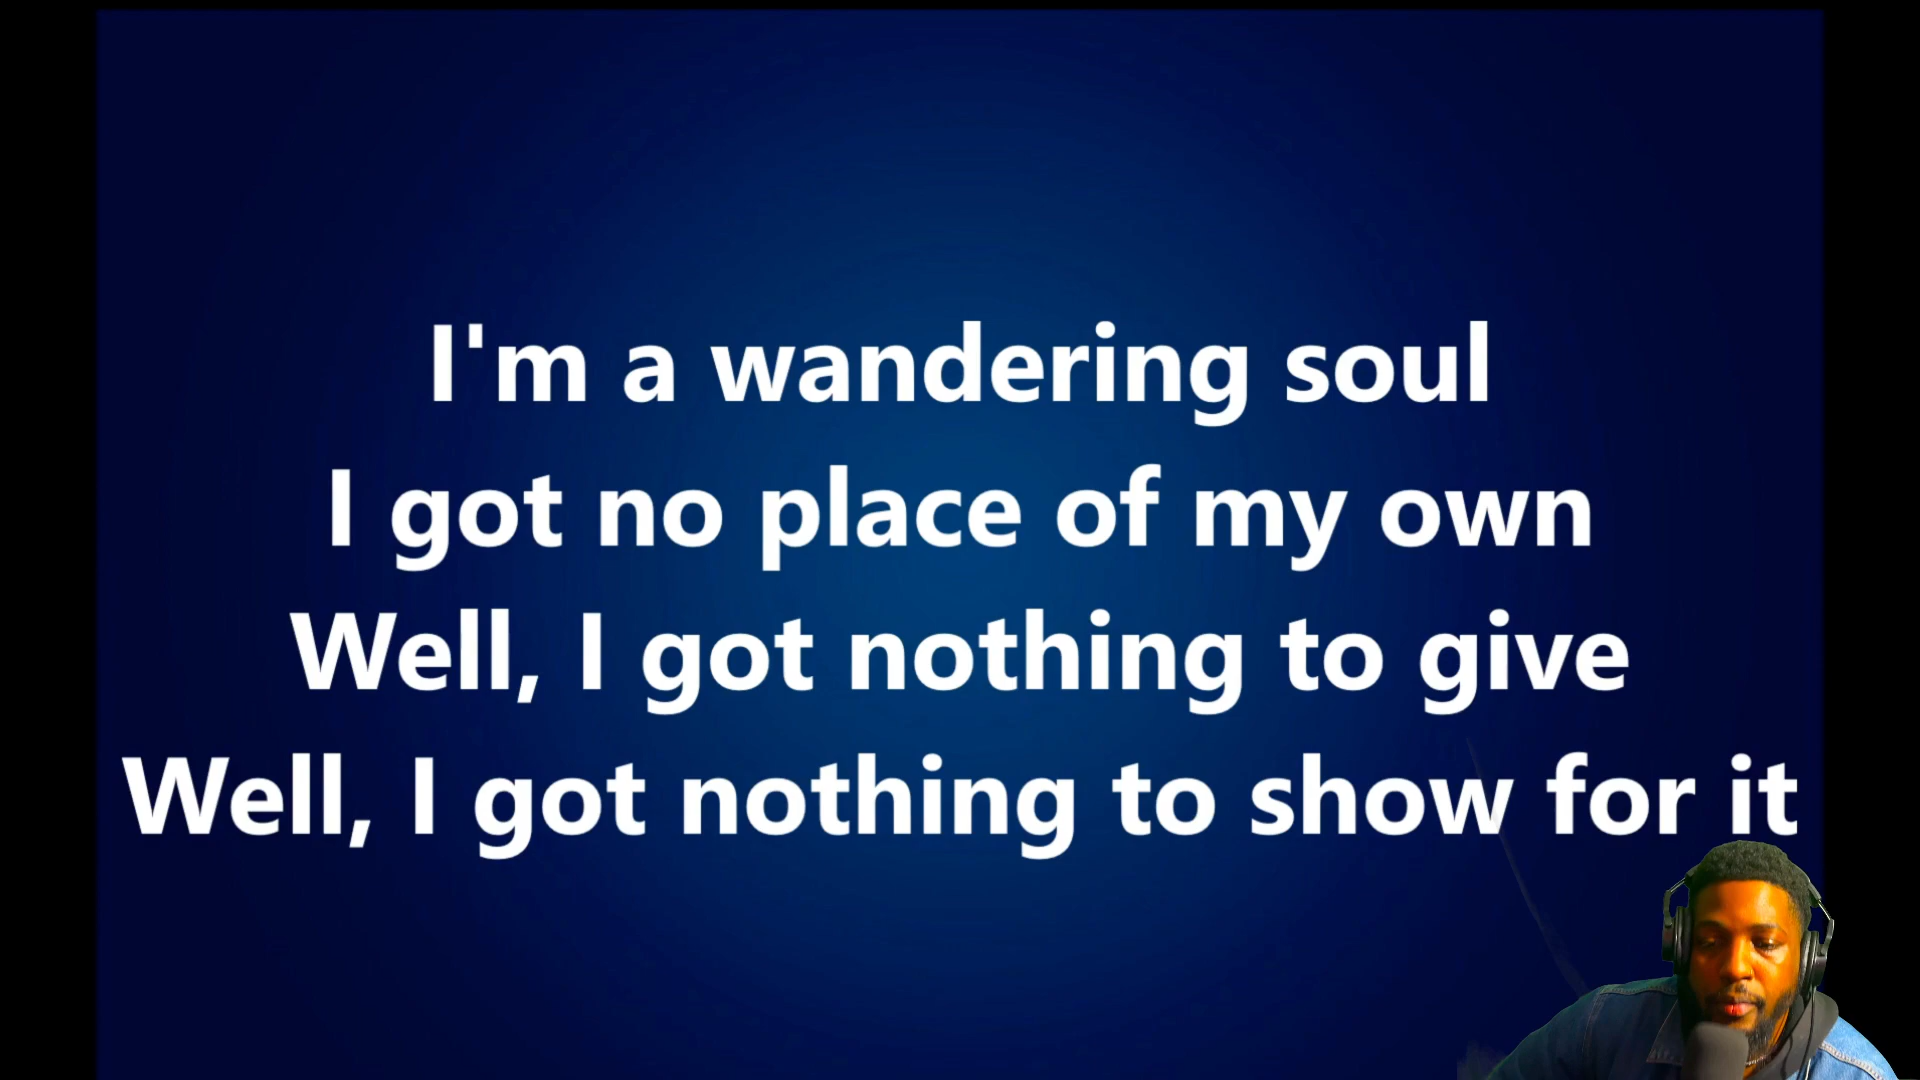 I'm a wandering soul
I got no place of my own
Well, I got nothing to give
Well, I got nothing to show for it